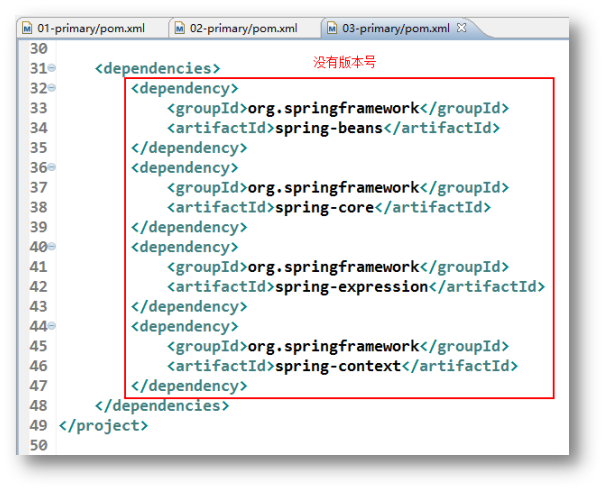 01-primary/pom.xml 02-primary/pom.xml 03-primary/pom.xml
30
没有版本号
31 <dependencies>
32 <dependency>
33 <groupId>org.springframework</groupId>
34 <artifactId>spring-beans</artifactId>
35 </dependency>
36 <dependency>
37 <groupId>org.springframework</groupId>
38 <artifactId>spring-core</artifactId>
39 </dependency>
40 <dependency>
41 <groupId>org.springframework</groupId>
42 <artifactId>spring-expression</artifactId>
43 </dependency>
44 <dependency>
45 <groupId>org.springframework</groupId>
46 <artifactId>spring-context</artifactId>
47 </dependency>
48 </dependencies>
49 </project>
50